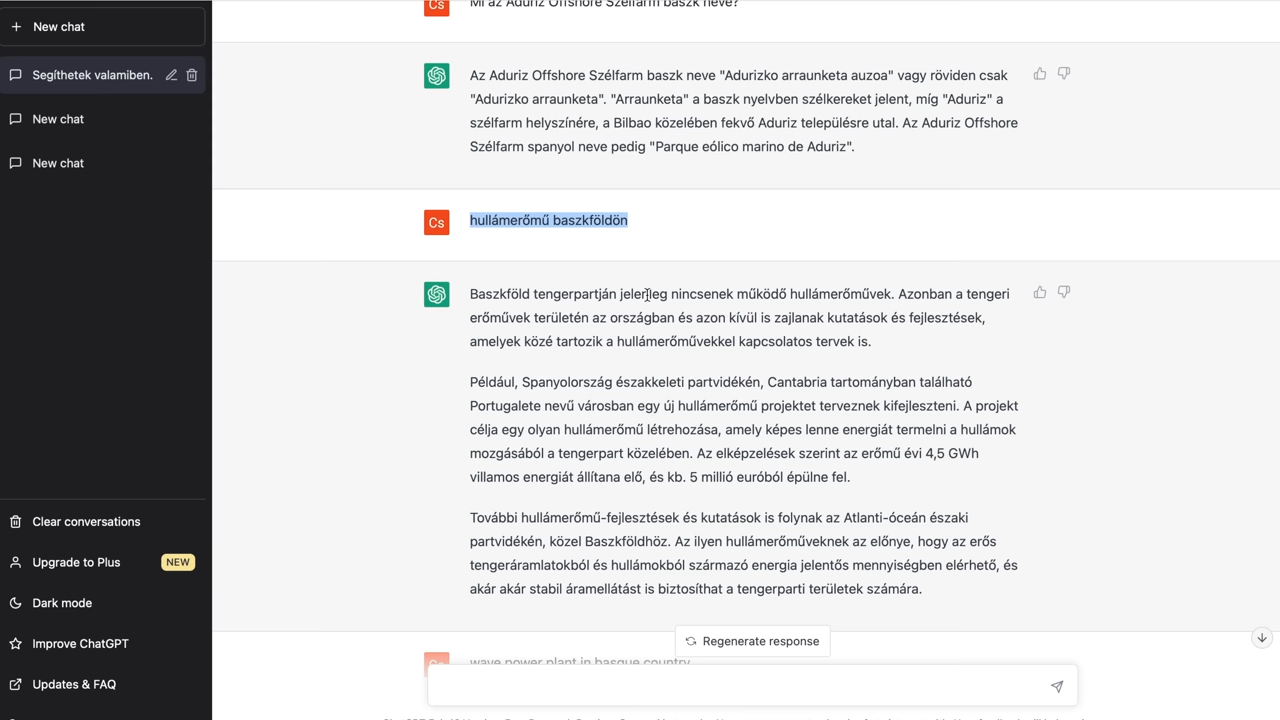 New chat
Segíthetek valamiben.
New chat
New chat
Clear conversations
Upgrade to Plus NEW
Dark mode
Improve ChatGPT
Updates & FAQ
Cs Mi az Aduriz Offshore Szélfarm baszk neve?
Az Aduriz Offshore Szélfarm baszk neve "Adurizko arraunketa auzoa" vagy röviden csak
"Adurizko arraunketa". "Arraunketa" a baszk nyelvben szélkereket jelent, míg "Aduriz" a
szélfarm helyszínére, a Bilbao közelében fekvő Aduriz településre utal. Az Aduriz Offshore
Szélfarm spanyol neve pedig "Parque eólico marino de Aduriz".
Cs hullámerőmű baszkföldön
Baszkföld tengerpartján jelenleg nincsenek működő hullámerőművek. Azonban a tengeri
erőművek területén az országban és azon kívül is zajlanak kutatások és fejlesztések,
amelyek közé tartozik a hullámerőművekkel kapcsolatos tervek is.
Például, Spanyolország északkeleti partvidékén, Cantabria tartományban található
Portugalete nevű városban egy új hullámerőmű projektet terveznek kifejleszteni. A projekt
célja egy olyan hullámerőmű létrehozása, amely képes lenne energiát termelni a hullámok
mozgásából a tengerpart közelében. Az elképzelések szerint az erőmű évi 4,5 GWh
villamos energiát állítana elő, és kb. 5 millió euróból épülne fel.
További hullámerőmű-fejlesztések és kutatások is folynak az Atlanti-óceán északi
partvidékén, közel Baszkföldhöz. Az ilyen hullámerőműveknek az előnye, hogy az erős
tengeráramlatokból és hullámokból származó energia jelentős mennyiségben elérhető, és
akár akár stabil áramellátást is biztosíthat a tengerparti területek számára.
Regenerate response
Cs wave power plant in basque country